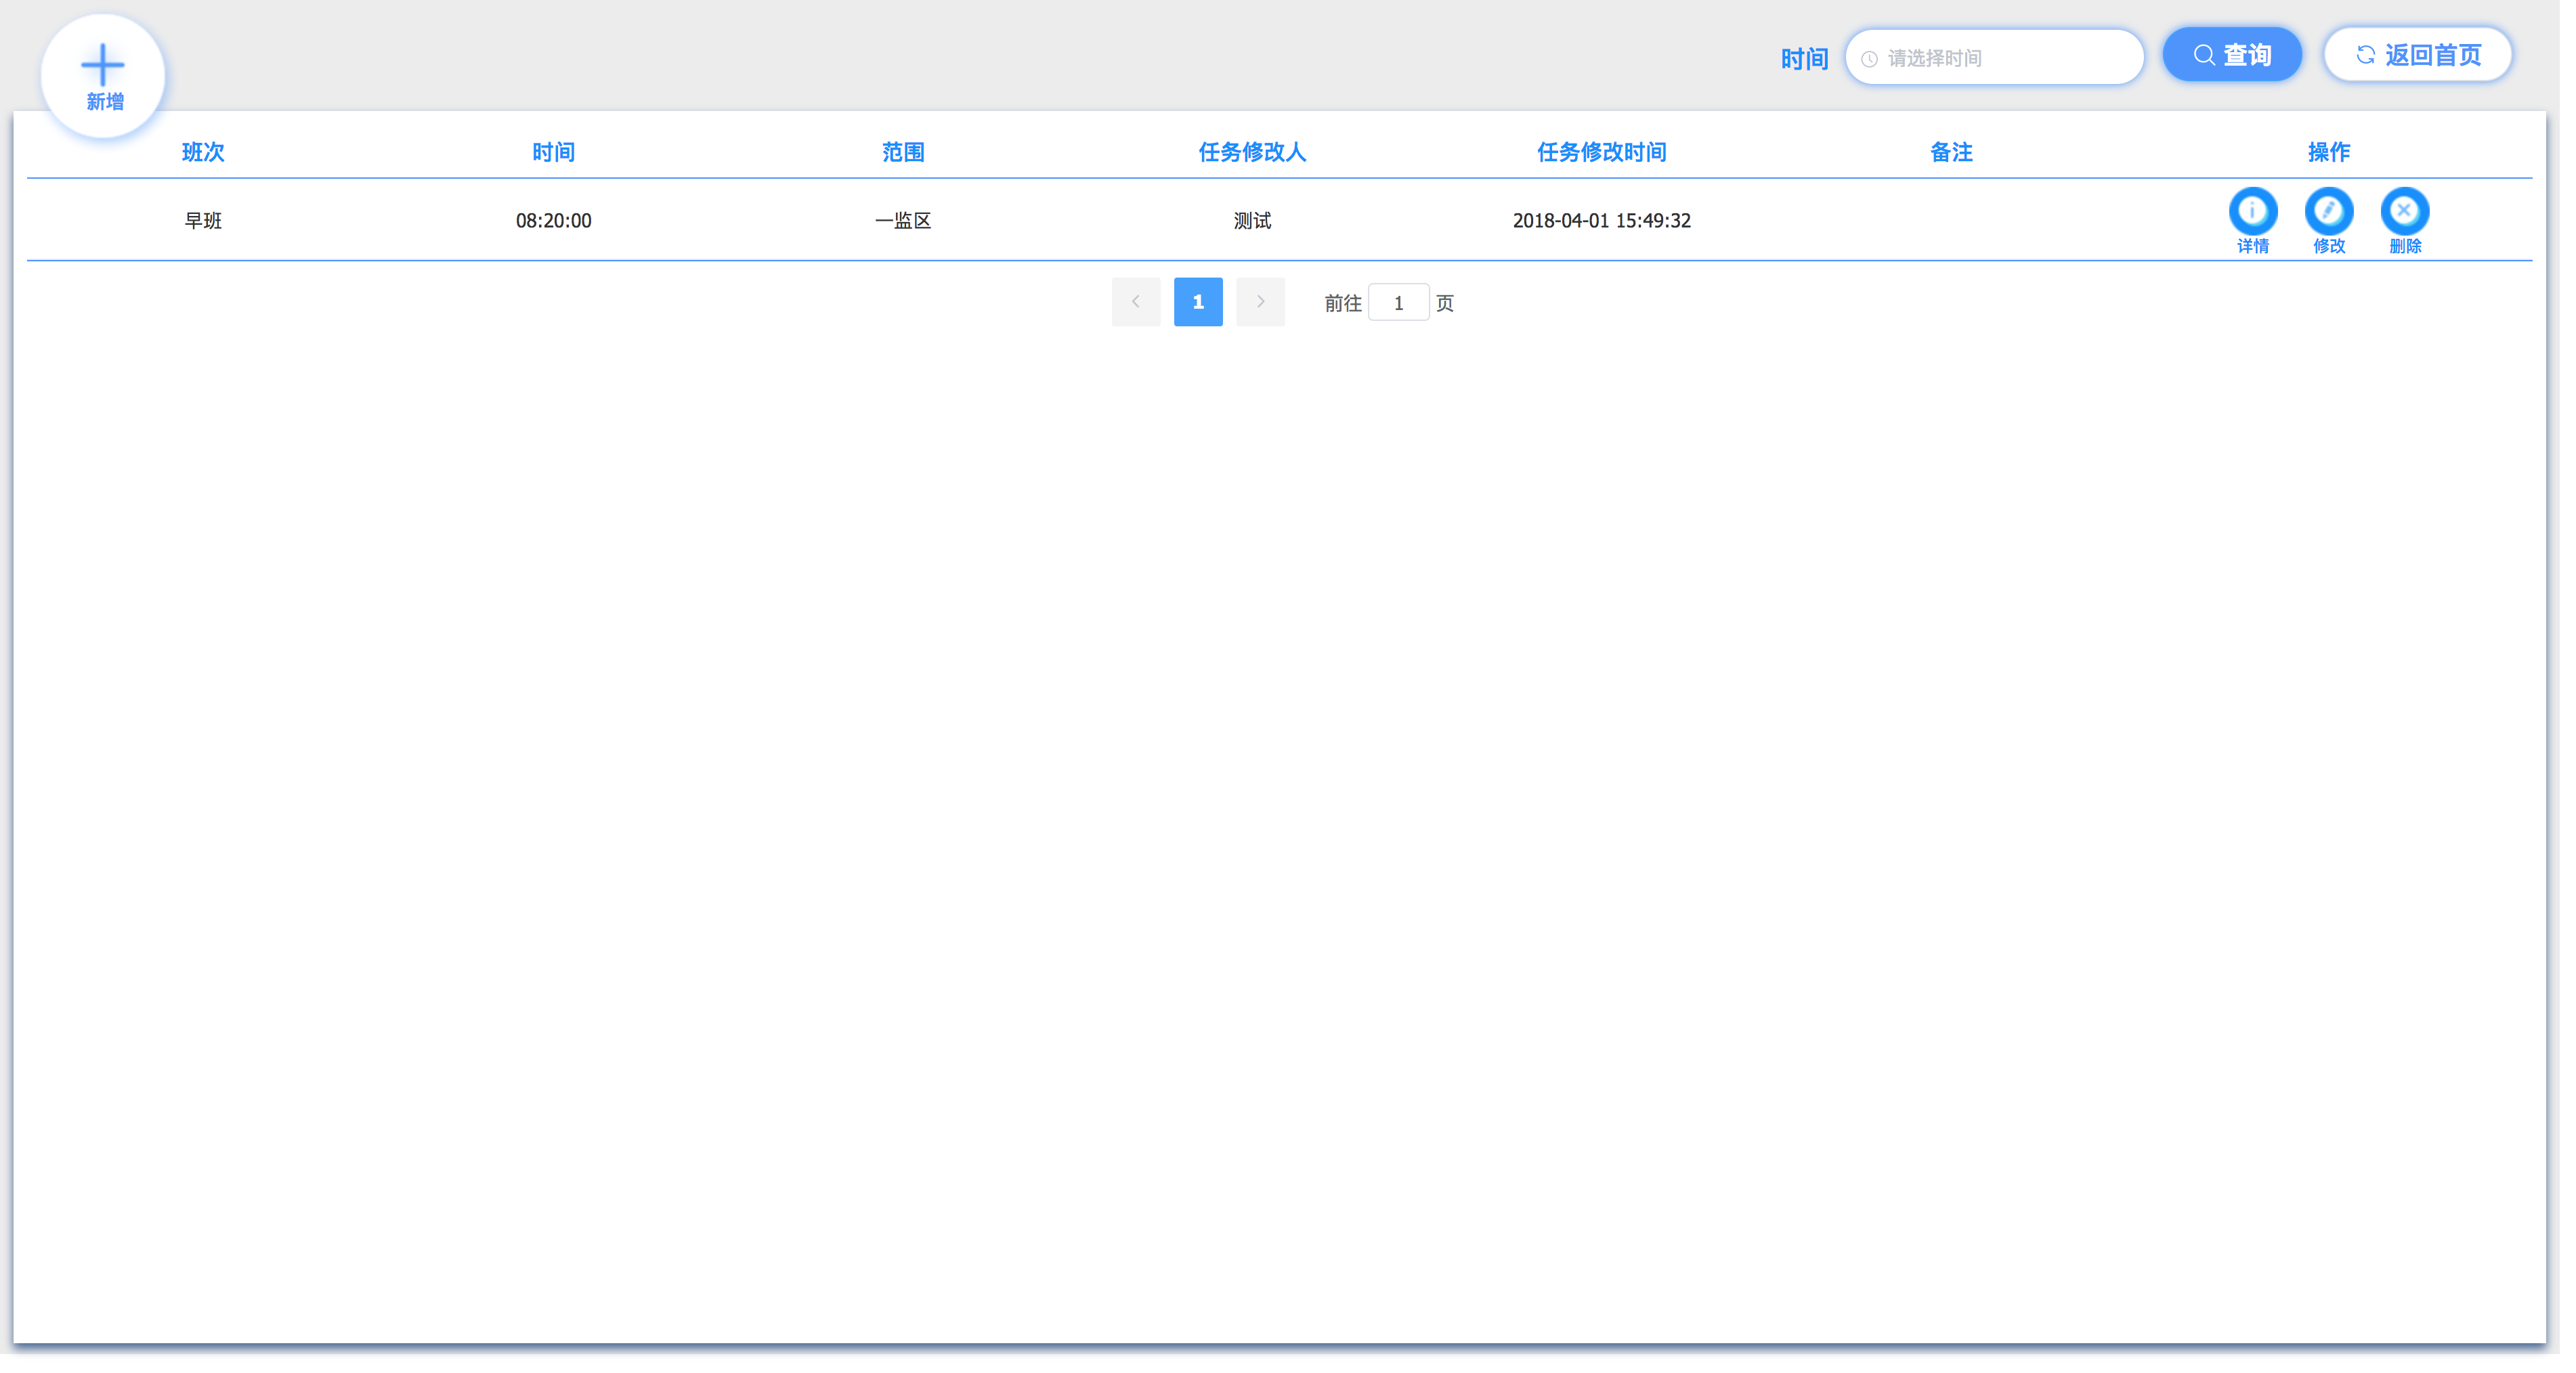 新增
时间 请选择时间 查询 返回首页
班次 时间 范围 任务修改人 任务修改时间 备注 操作
早班 08:20:00 一监区 测试 2018-04-01 15:49:32 详情 修改 删除
1 前往 1 页